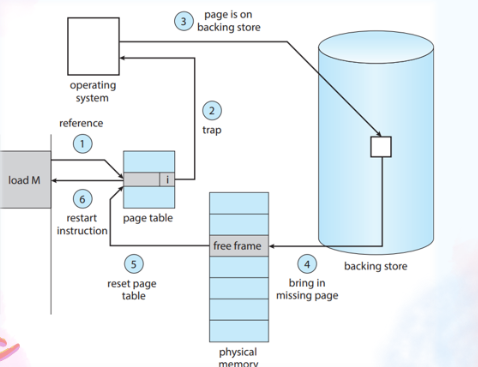 3
page is on
backing store
operating
system
2
trap
reference
1
load M
i
6
restart
instruction
page table
free frame
5
reset page
table
4
bring in
missing page
backing store
physical
memory